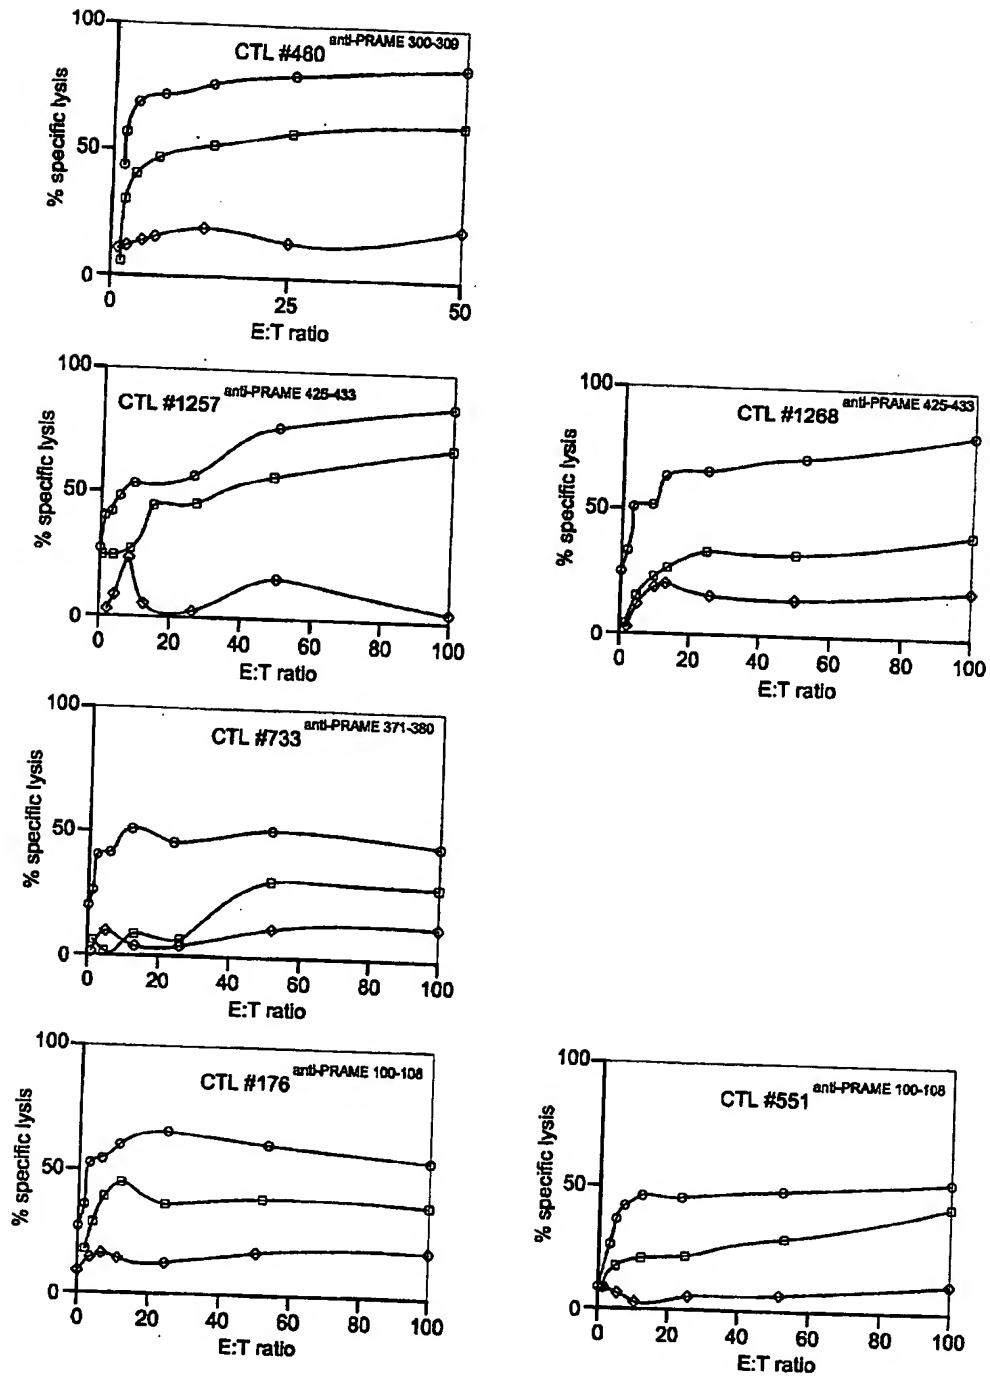 100
CTL #460 anti-PRAME 300-309
% specific lysis
50
0
0 25 50
E:T ratio
100
CTL #1257 anti-PRAME 425-433
% specific lysis
50
0
0 20 40 60 80 100
E:T ratio
100
CTL #1268 anti-PRAME 425-433
% specific lysis
50
0
0 20 40 60 80 100
E:T ratio
100
CTL #733 anti-PRAME 371-380
% specific lysis
50
0
0 20 40 60 80 100
E:T ratio
100
CTL #176 anti-PRAME 100-108
% specific lysis
50
0
0 20 40 60 80 100
E:T ratio
100
CTL #551 anti-PRAME 100-108
% specific lysis
50
0
0 20 40 60 80 100
E:T ratio